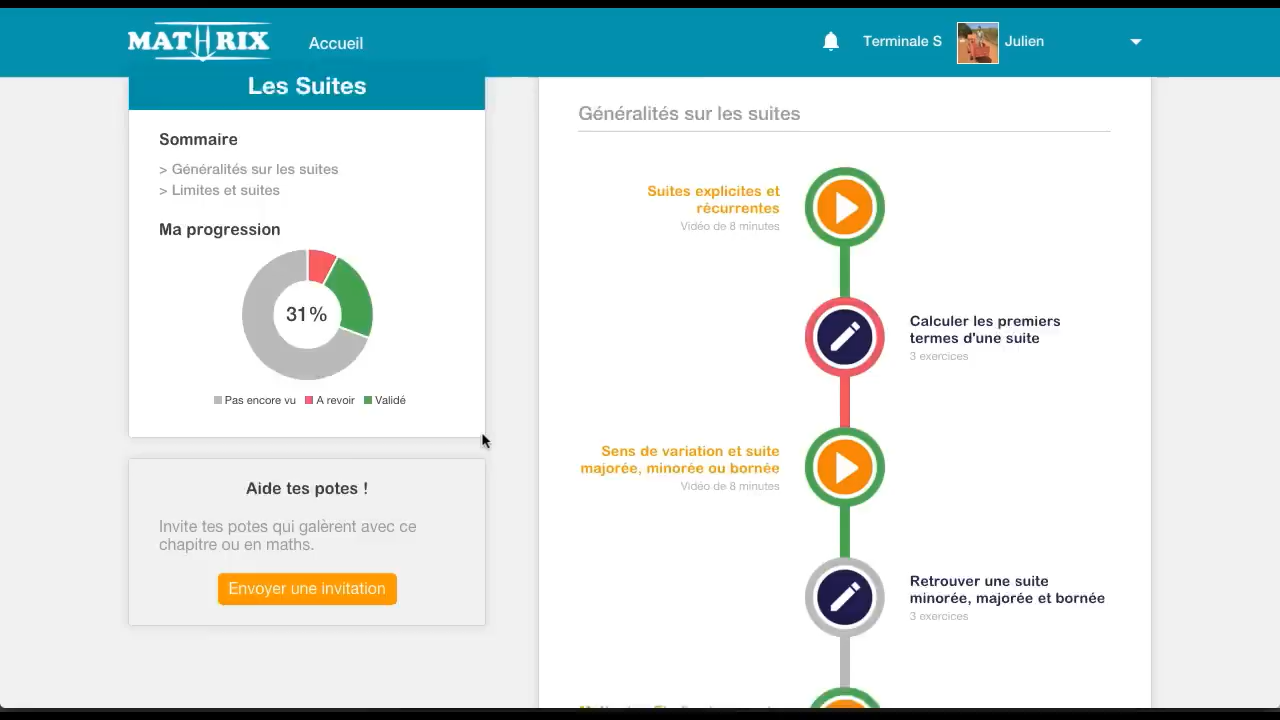 MATHRIX
Accueil
Terminale S
Julien
Les Suites
Sommaire
> Généralités sur les suites
> Limites et suites
Ma progression
31%
Pas encore vu
A revoir
Validé
Aide tes potes !
Invite tes potes qui galèrent avec ce
chapitre ou en maths.
Envoyer une invitation
Généralités sur les suites
Suites explicites et
récurrentes
Vidéo de 8 minutes
Calculer les premiers
termes d'une suite
3 exercices
Sens de variation et suite
majorée, minorée ou bornée
Vidéo de 8 minutes
Retrouver une suite
minorée, majorée et bornée
3 exercices